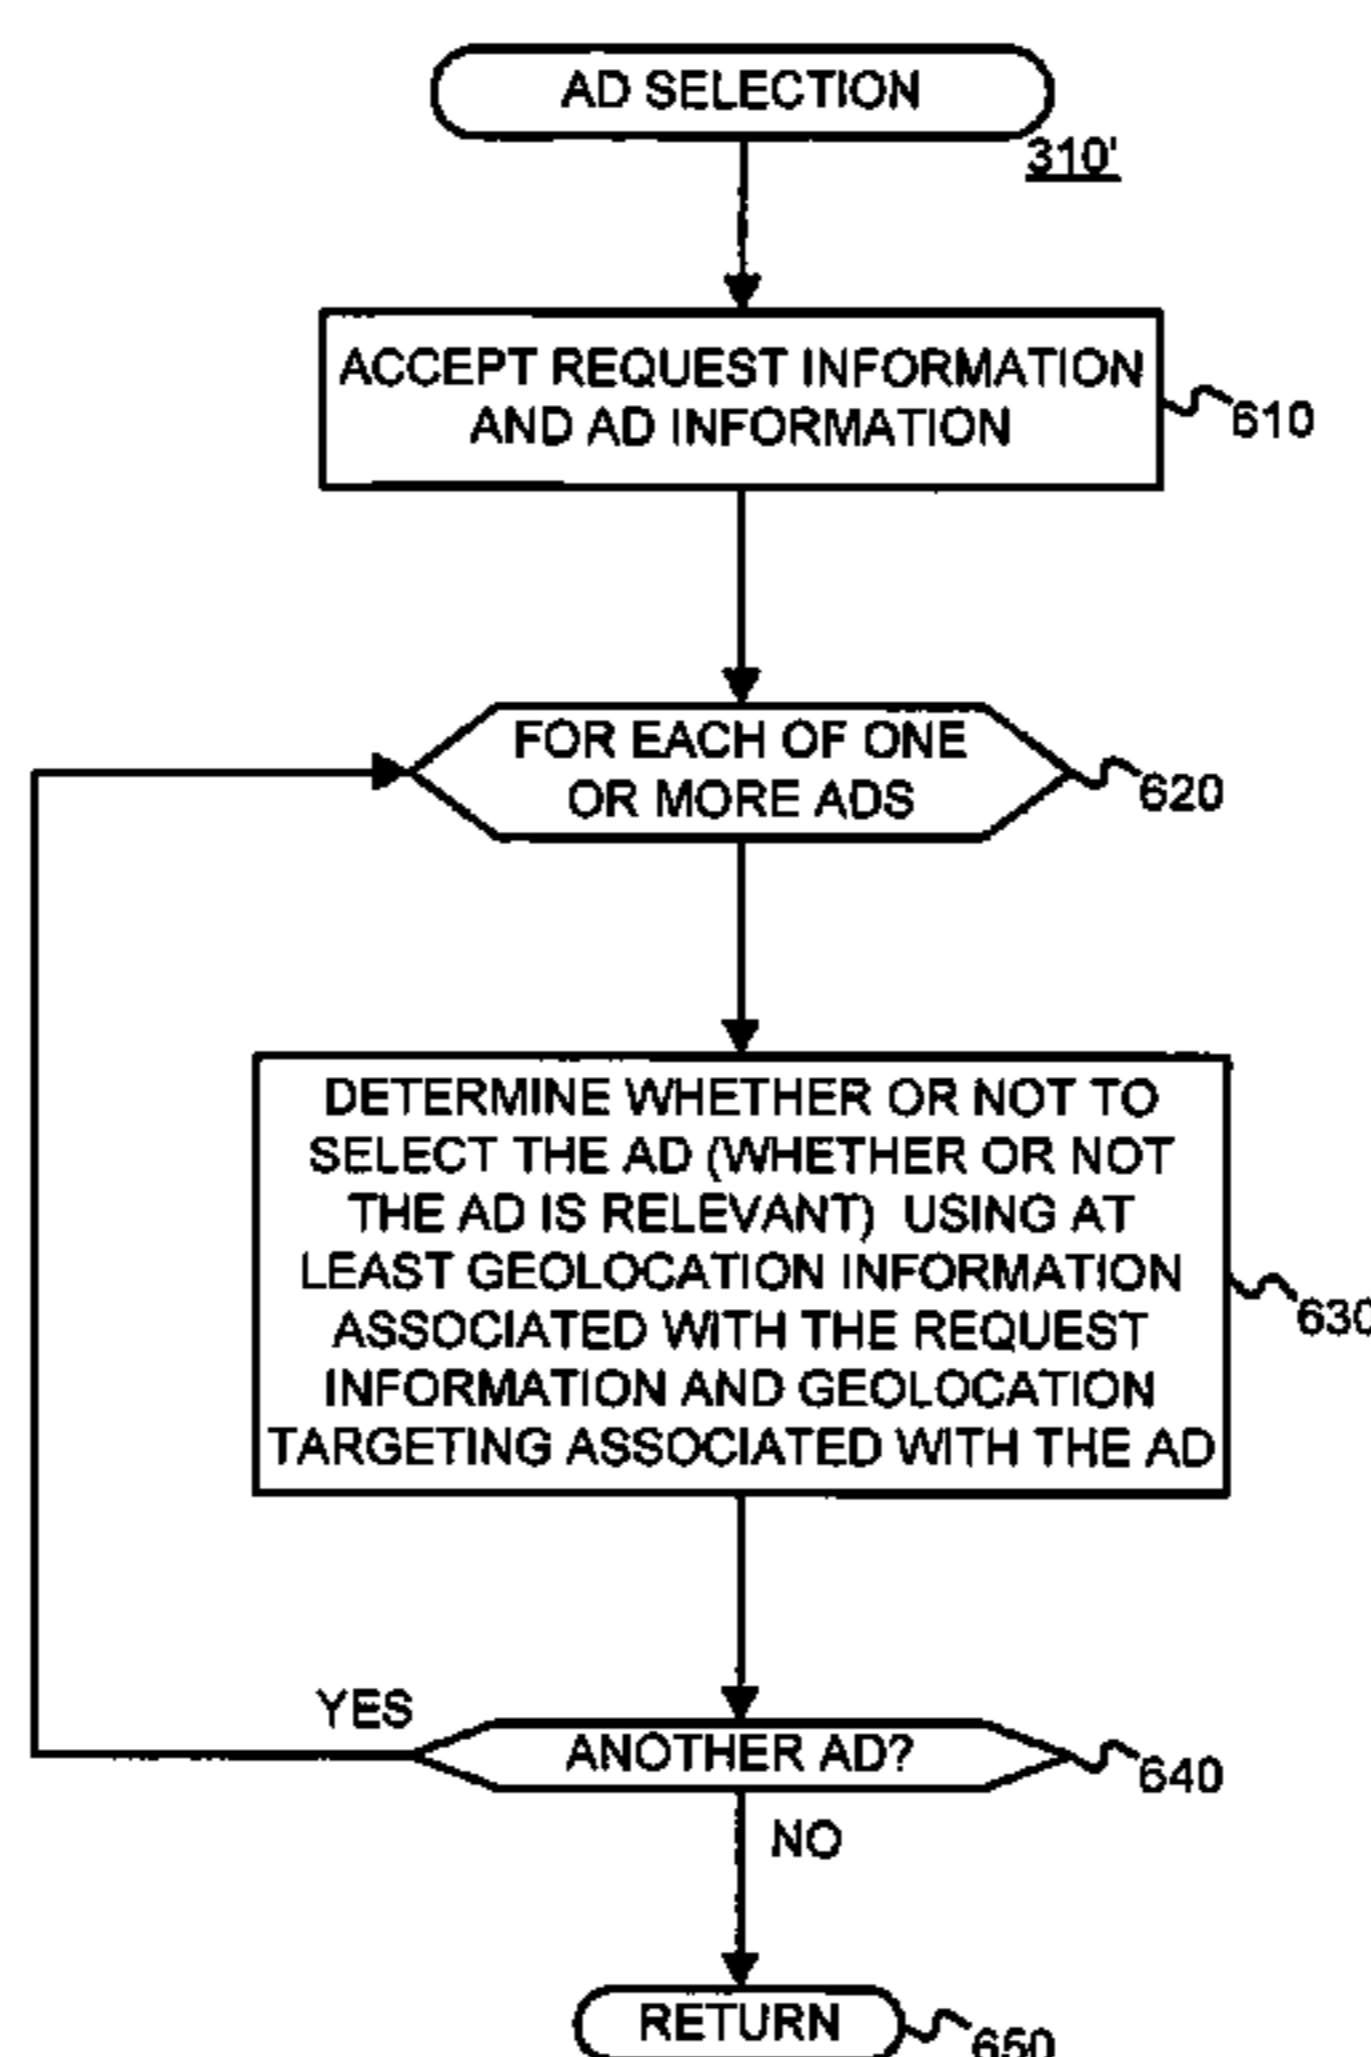 AD SELECTION
310'
ACCEPT REQUEST INFORMATION
AND AD INFORMATION
610
FOR EACH OF ONE
OR MORE ADS
620
DETERMINE WHETHER OR NOT TO
SELECT THE AD (WHETHER OR NOT
THE AD IS RELEVANT) USING AT
LEAST GEOLOCATION INFORMATION
ASSOCIATED WITH THE REQUEST
INFORMATION AND GEOLOCATION
TARGETING ASSOCIATED WITH THE AD
630
YES
ANOTHER AD?
640
NO
RETURN
650